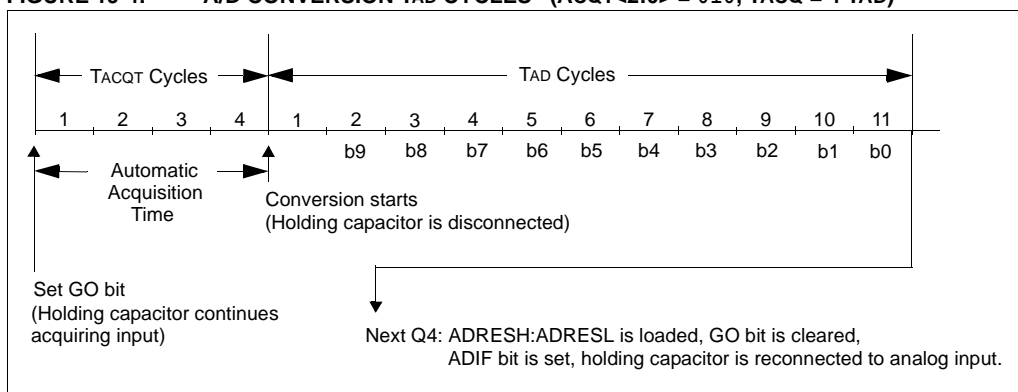 A/D CONVERSION TAD CYCLES (ACQT<2:0> = 010, TACQ = 4 TAD)
TACQT Cycles TAD Cycles
1 2 3 4 1 2 3 4 5 6 7 8 9 10 11
b9 b8 b7 b6 b5 b4 b3 b2 b1 b0
Automatic
Acquisition
Time
Conversion starts
(Holding capacitor is disconnected)
Set GO bit
(Holding capacitor continues
acquiring input)
Next Q4: ADRESH:ADRESL is loaded, GO bit is cleared,
ADIF bit is set, holding capacitor is reconnected to analog input.